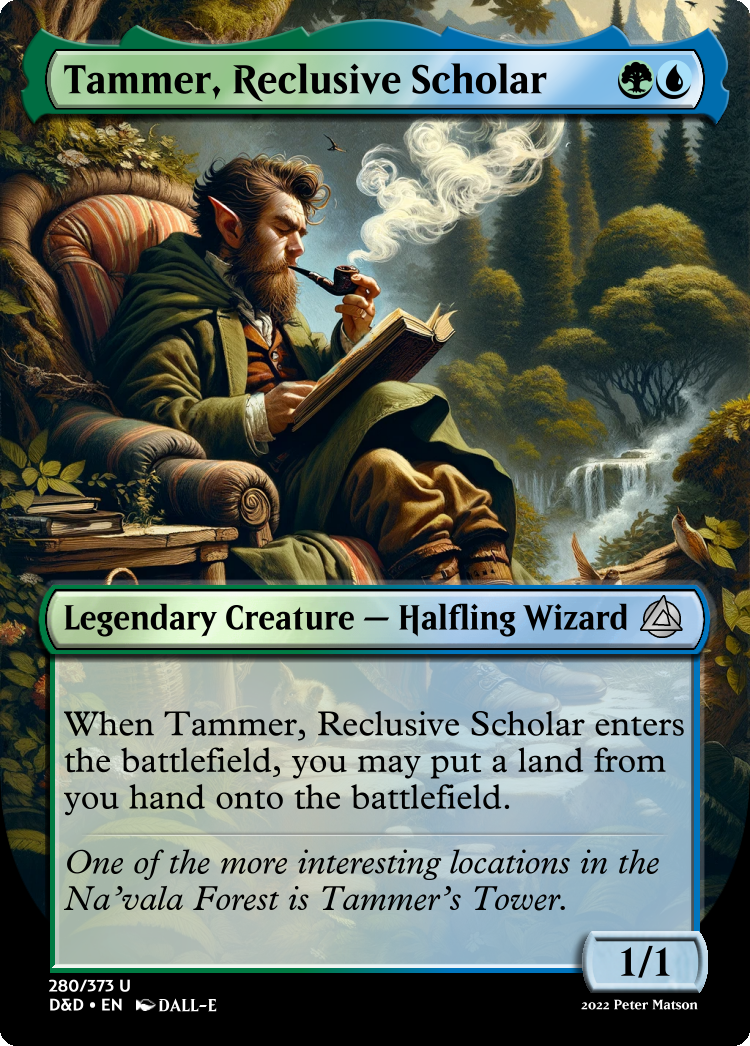 Tammer, Reclusive Scholar
Legendary Creature — Halfling Wizard
When Tammer, Reclusive Scholar enters
the battlefield, you may put a land from
you hand onto the battlefield.
One of the more interesting locations in the
Na'vala Forest is Tammer's Tower.
1/1
280/373 U
D&D • EN DALL-E
2022 Peter Matson